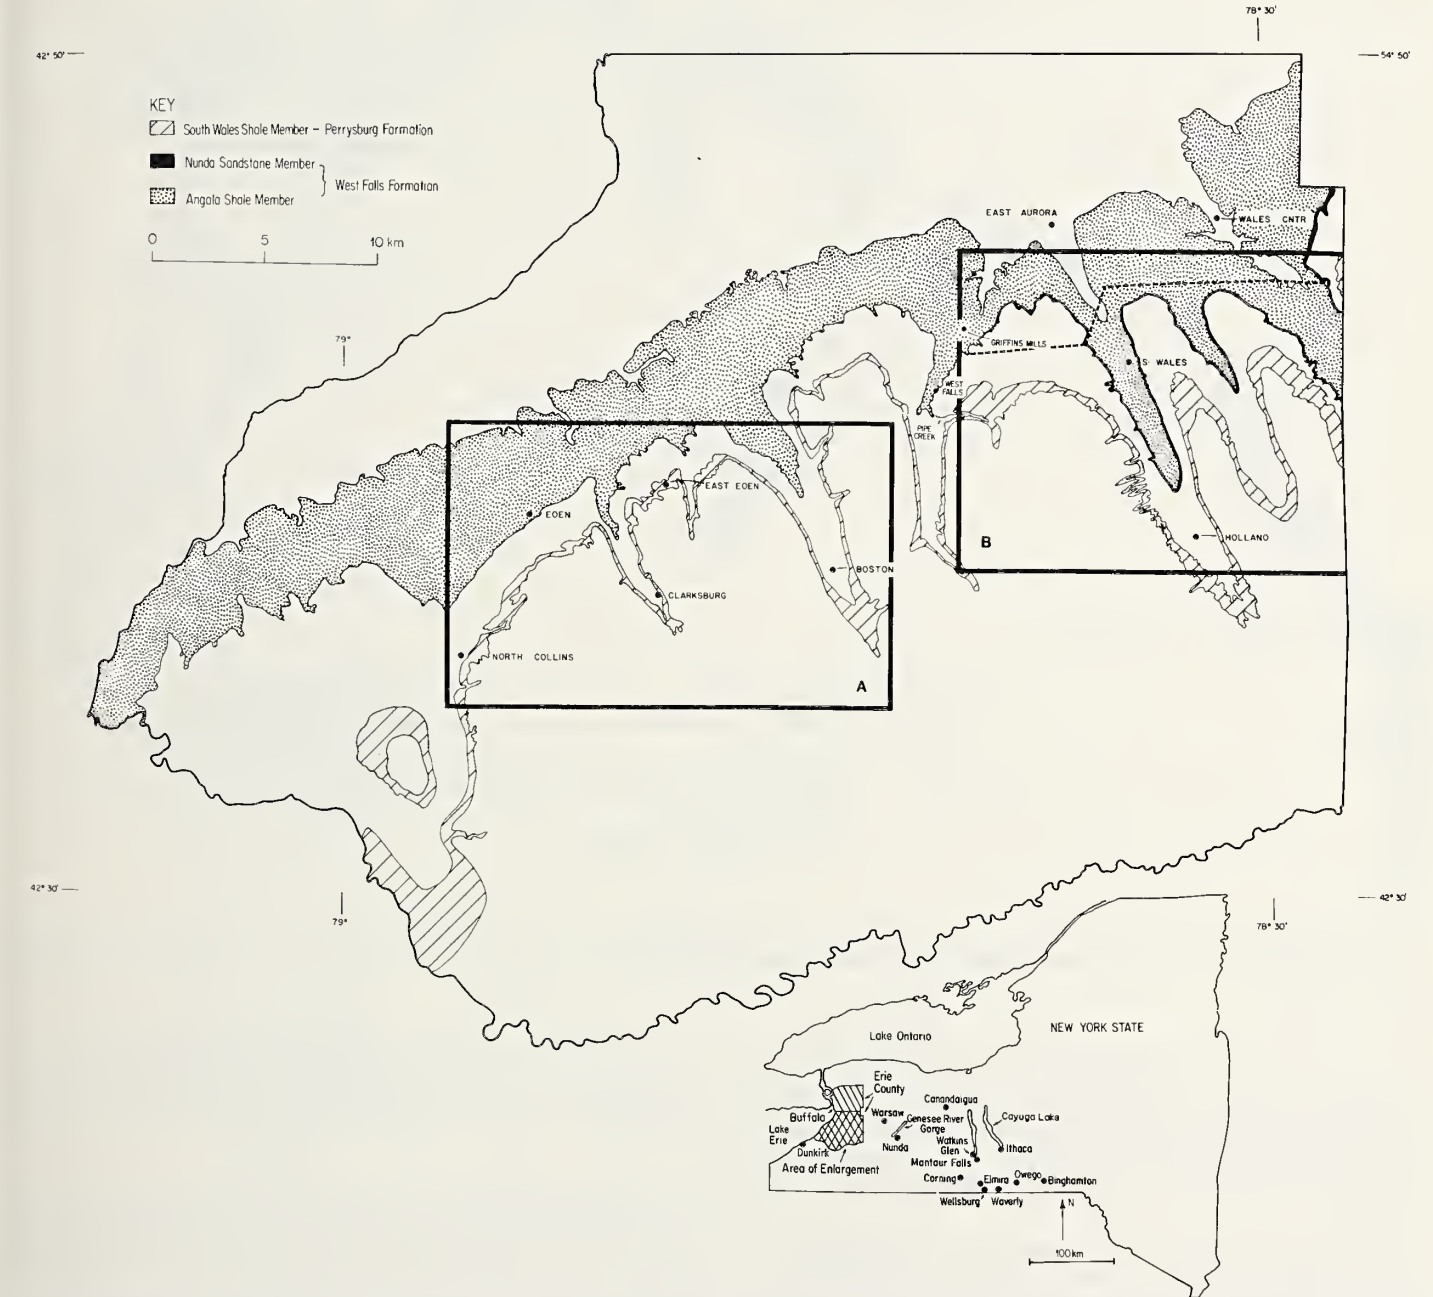 78° 30'
42° 50'
54° 50'
KEY
South Wales Shale Member - Perrysburg Formation
Nunda Sandstone Member
West Falls Formation
Angola Shale Member
0 5 10 km
EAST AURORA
WALES CNTR
79°
GRIFFINS MILLS
S WALES
WEST
FALLS
PIPE
CREEK
EAST EDEN
EDEN
HOLLAND
B
BOSTON
CLARKSBURG
NORTH COLLINS
A
42° 30'
79°
42° 30'
78° 30'
NEW YORK STATE
Lake Ontario
Erie
County
Canandaigua
Buffalo
Warsaw
Genesee River
Gorge
Cayuga Lake
Lake
Erie
Nunda
Watkins
Glen
Ithaca
Dunkirk
Montour Falls
Area of Enlargement
Corning
Elmira
Owego
Binghamton
Wellsburg
Waverly
N
100 km